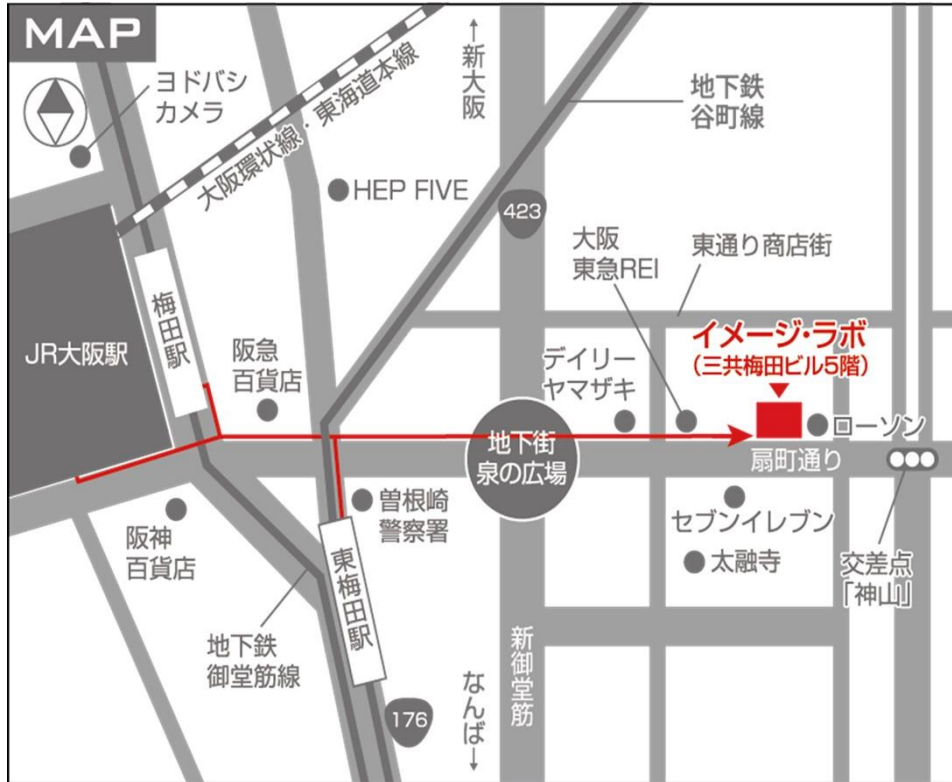 MAP
ヨドバシ
カメラ
大阪環状線・東海道本線
↑
新大阪
地下鉄
谷町線
HEP FIVE
423
大阪
東急REI
東通り商店街
梅田駅
JR大阪駅
阪急
百貨店
デイリー
ヤマザキ
イメージ・ラボ
(三共梅田ビル5階)
ローソン
地下街
泉の広場
扇町通り
曽根崎
警察署
阪神
百貨店
セブンイレブン
太融寺
交差点
「神山」
東梅田駅
地下鉄
御堂筋線
新御堂筋
なんば
↓
176